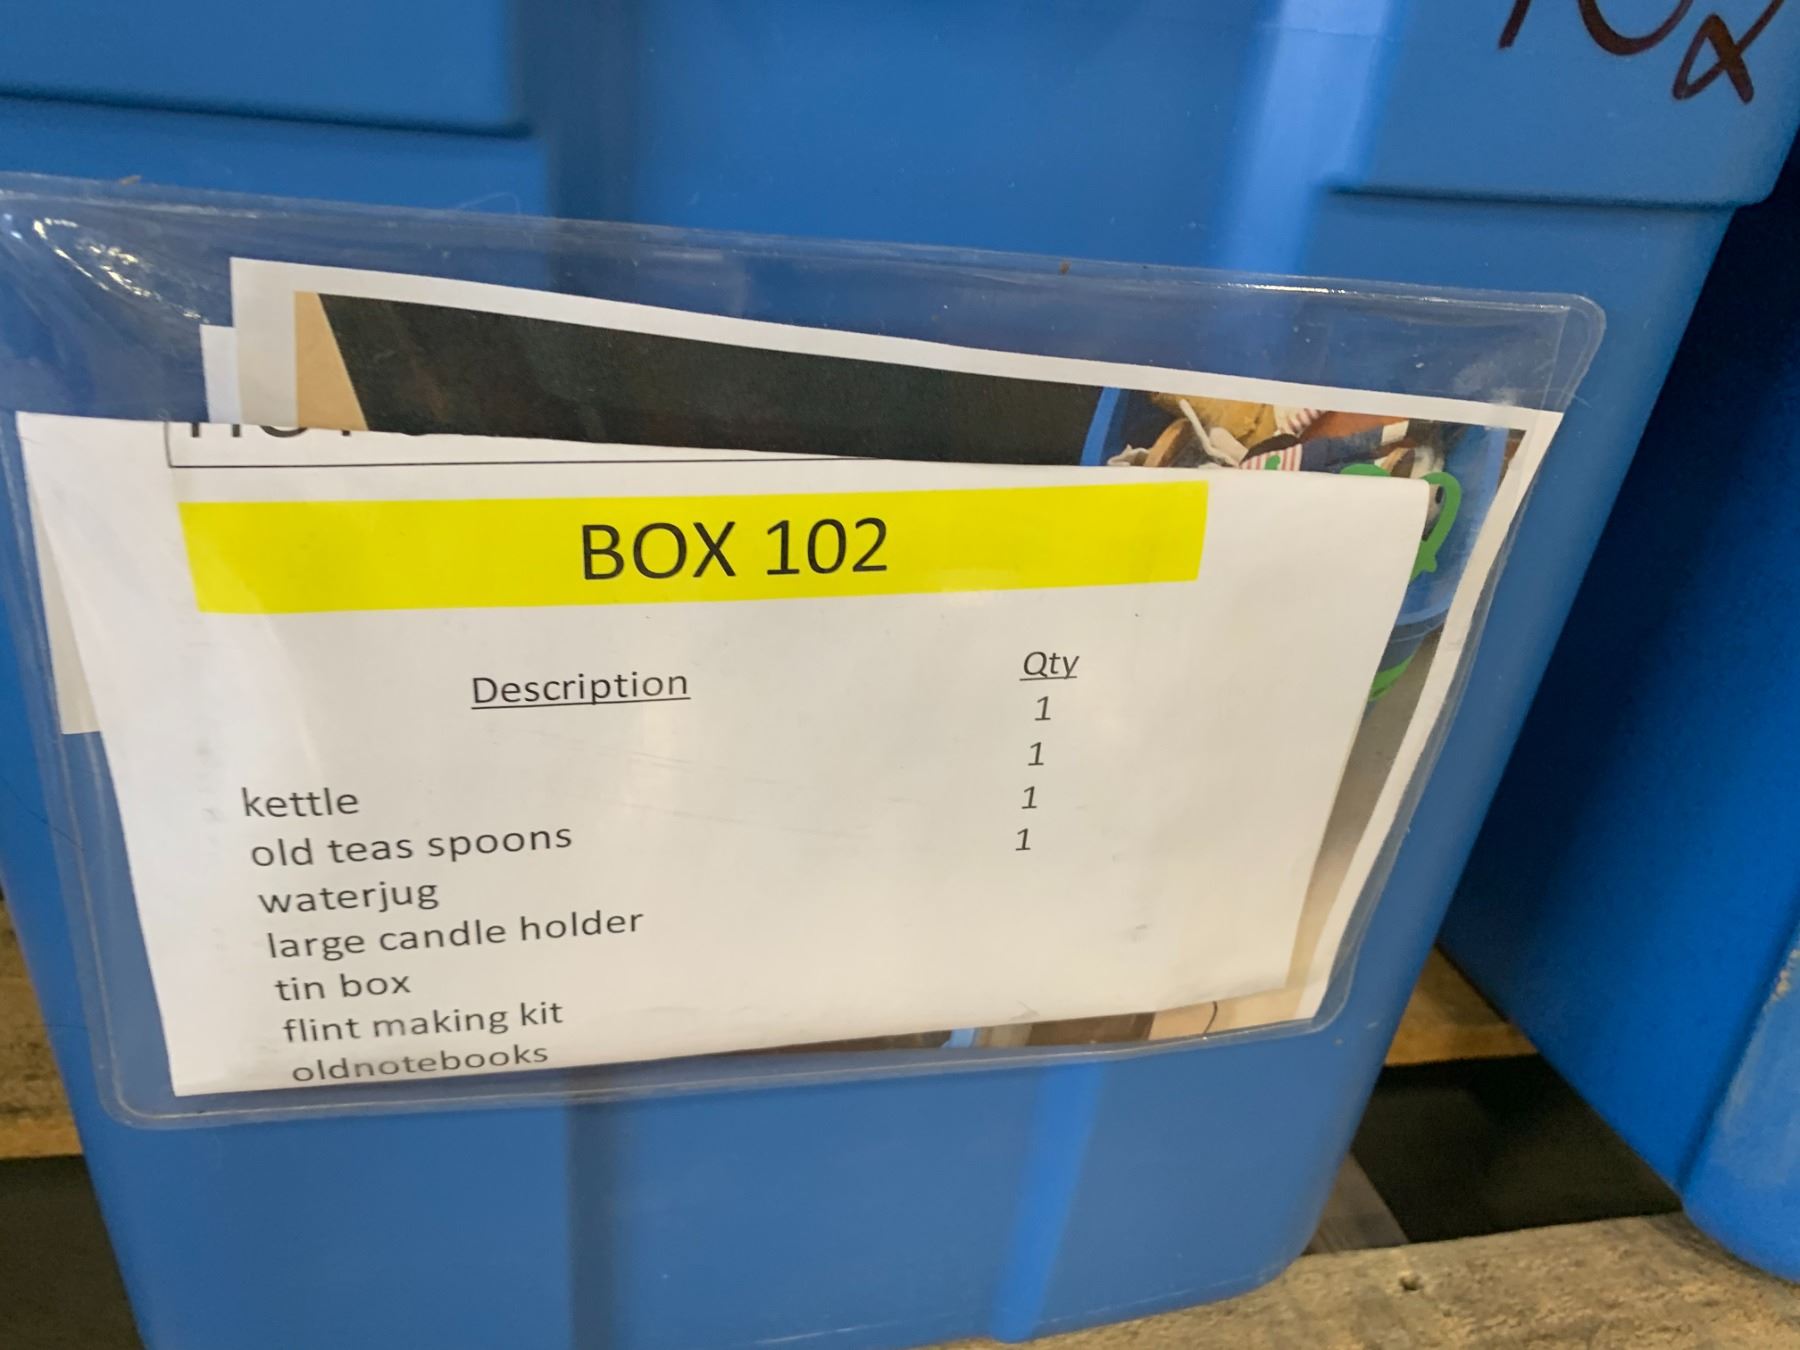 102
BOX 102
Description Qty
1
1
kettle 1
old teas spoons 1
waterjug
large candle holder
tin box
flint making kit
oldnotebooks